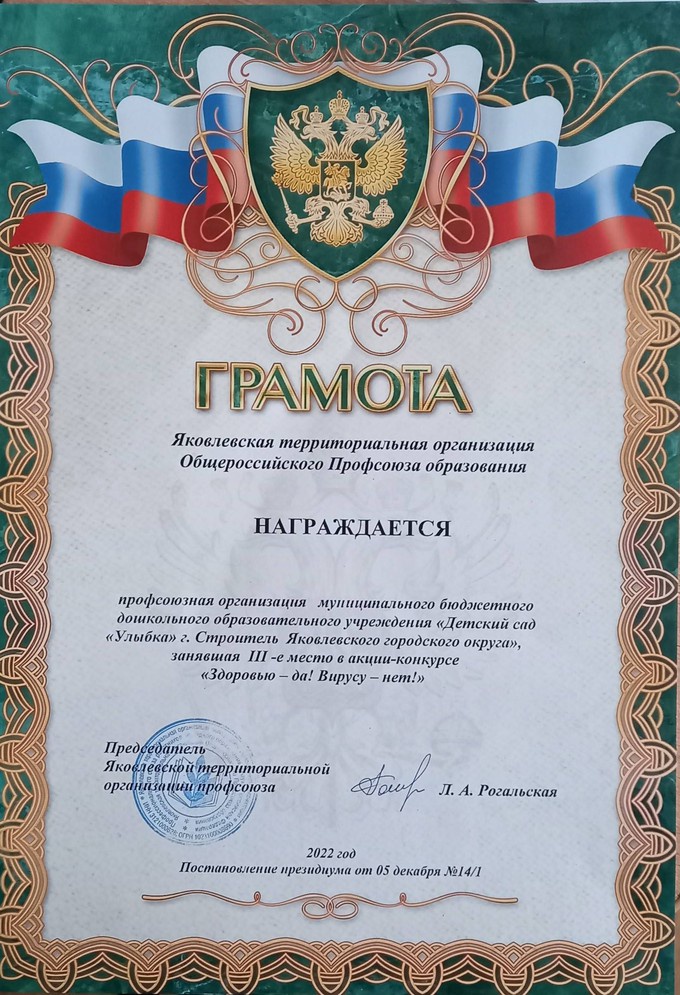 ГРАМОТА
Яковлевская территориальная организация
Общероссийского Профсоюза образования
НАГРАЖДАЕТСЯ
профсоюзная организация муниципального бюджетного
дошкольного образовательного учреждения «Детский сад
«Улыбка» г. Строитель Яковлевского городского округа»,
занявшая III -е место в акции-конкурсе
«Здоровью – да! Вирусу – нет!»
Председатель
Яковлевской территориальной
организации профсоюза
Л. А. Рогальская
2022 год
Постановление президиума от 05 декабря №14/1